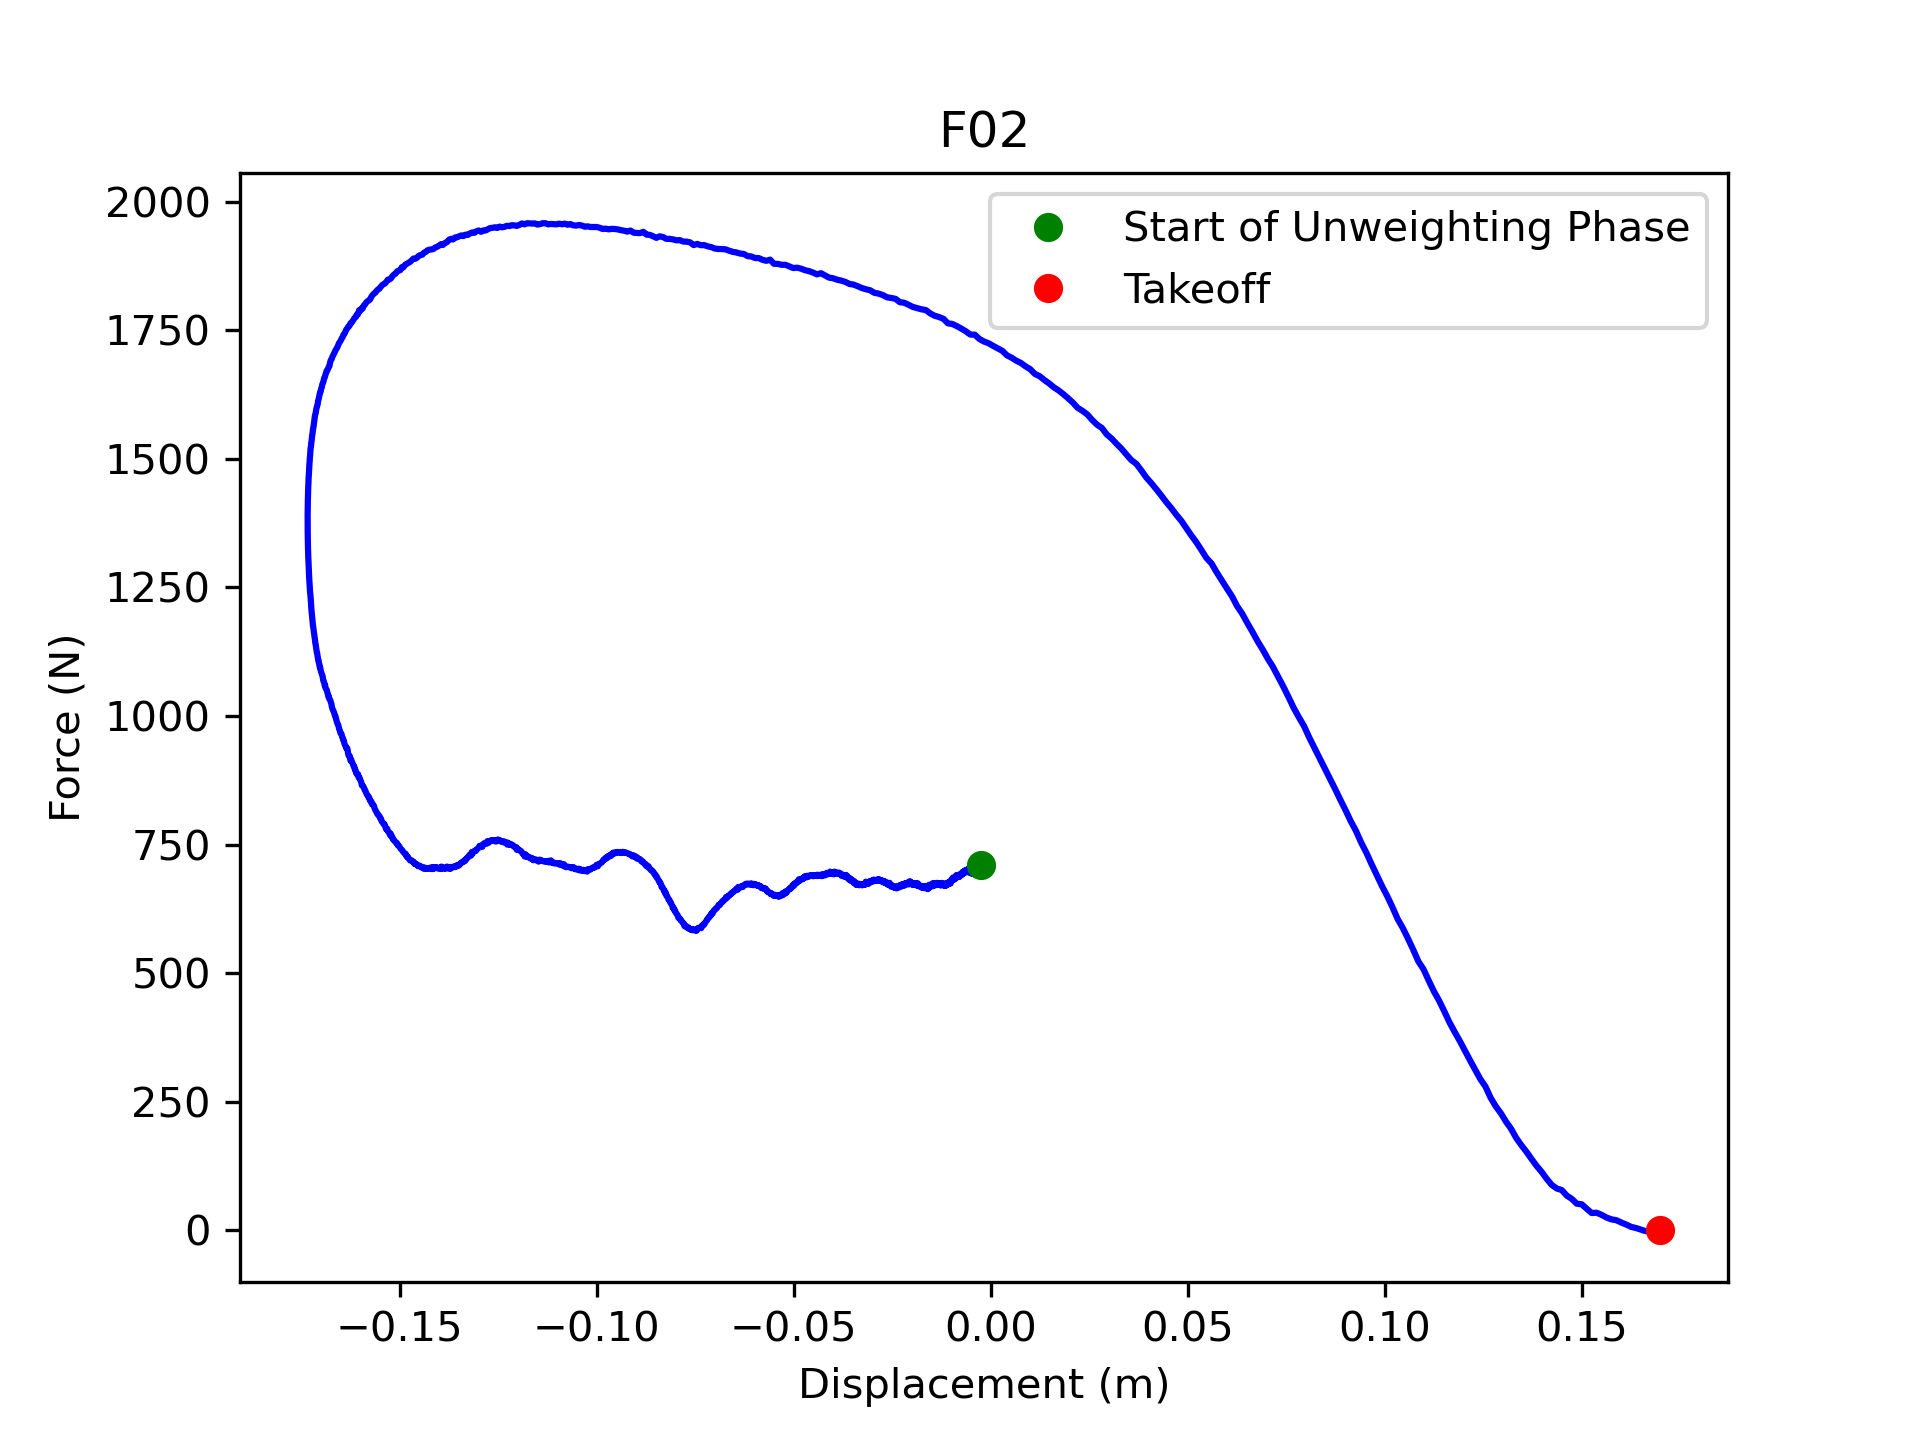 F02
Start of Unweighting Phase
Takeoff
2000
1750
1500
1250
1000
750
500
250
0
Force (N)
−0.15 −0.10 −0.05 0.00 0.05 0.10 0.15
Displacement (m)